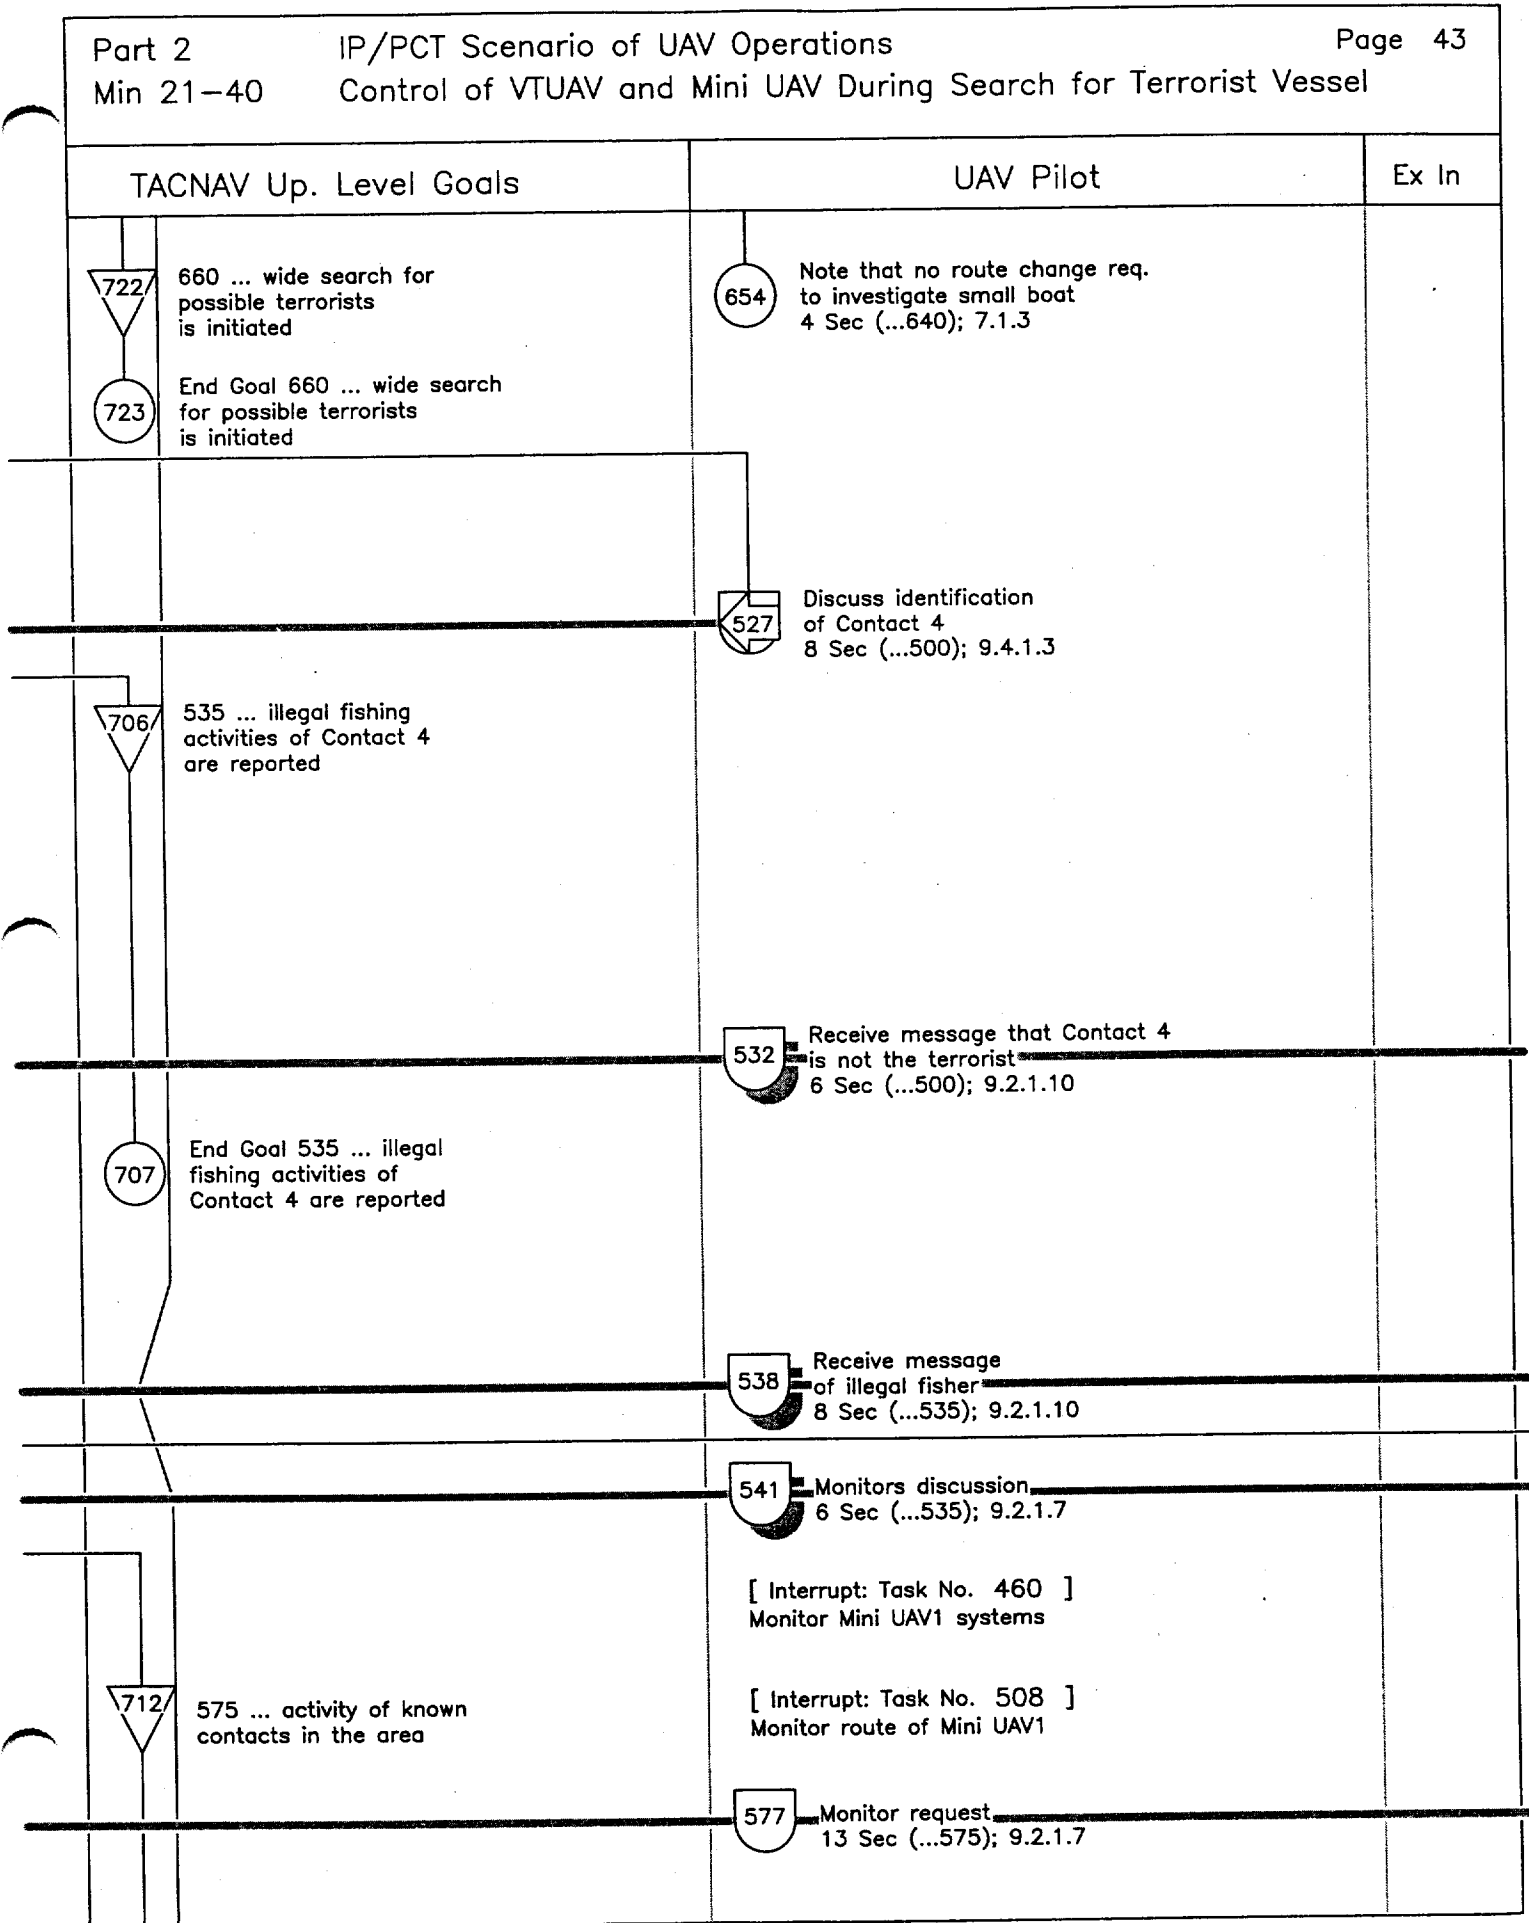 Part 2 IP/PCT Scenario of UAV Operations Page 43
Min 21-40 Control of VTUAV and Mini UAV During Search for Terrorist Vessel
TACNAV Up. Level Goals UAV Pilot Ex In
722
660 ... wide search for
possible terrorists
is initiated
654
Note that no route change req.
to investigate small boat
4 Sec (...640); 7.1.3
723
End Goal 660 ... wide search
for possible terrorists
is initiated
527
Discuss identification
of Contact 4
8 Sec (...500); 9.4.1.3
706
535 ... illegal fishing
activities of Contact 4
are reported
532
Receive message that Contact 4
is not the terrorist
6 Sec (...500); 9.2.1.10
707
End Goal 535 ... illegal
fishing activities of
Contact 4 are reported
538
Receive message
of illegal fisher
8 Sec (...535); 9.2.1.10
541
Monitors discussion
6 Sec (...535); 9.2.1.7
[ Interrupt: Task No. 460 ]
Monitor Mini UAV1 systems
712
575 ... activity of known
contacts in the area
[ Interrupt: Task No. 508 ]
Monitor route of Mini UAV1
577
Monitor request
13 Sec (...575); 9.2.1.7